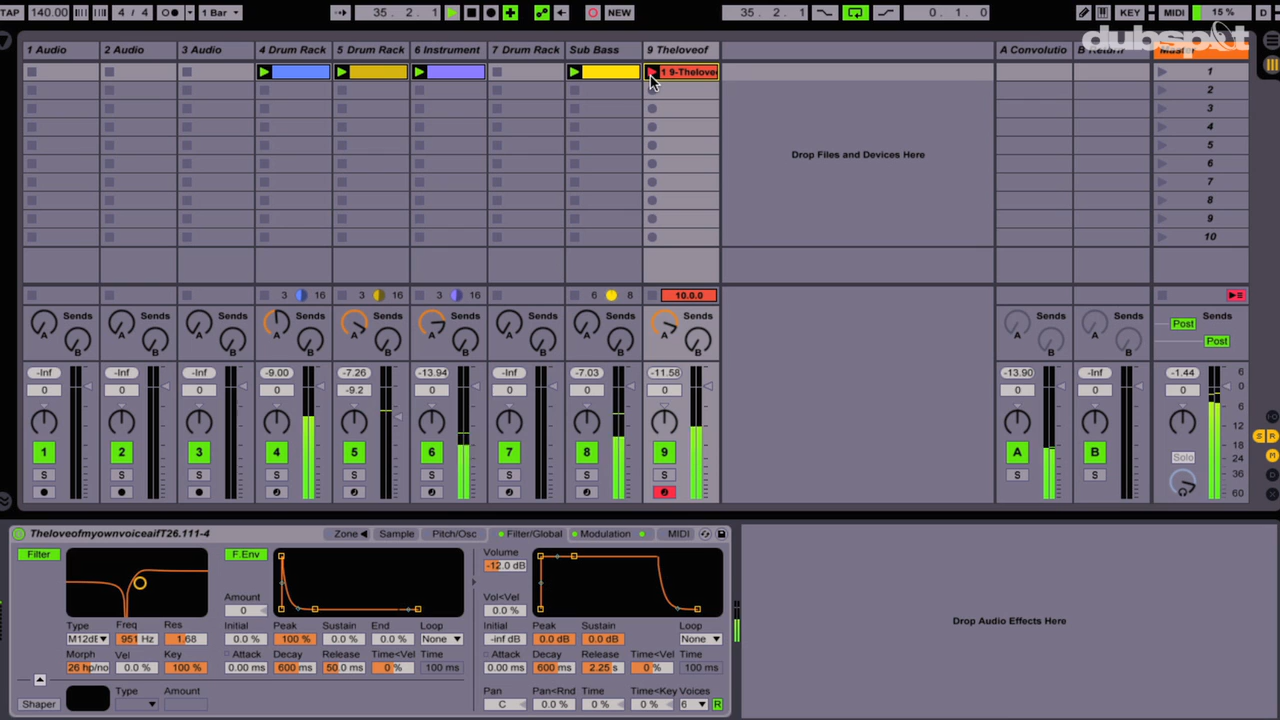 TAP 140.00 4 / 4 1 Bar 35. 2. 1 NEW 35. 2. 1 0. 1. 0 KEY MIDI 15 % D
dubspot
1 Audio 2 Audio 3 Audio 4 Drum Rack 5 Drum Rack 6 Instrument 7 Drum Rack Sub Bass 9 Theloveof A Convolutio B Return Master
1 9-Thelove 1
2
3
4
Drop Files and Devices Here
5
6
7
8
9
10
3 16 3 16 3 16 6 8 10.0.0
Sends Sends Sends Sends Sends Sends Sends Sends Sends Sends
A A A A A A A A A A Post
B B B B B B B B B B Post
-Inf -Inf -Inf -9.00 -7.26 -13.94 -Inf -7.03 -11.58 -13.90 -Inf -1.44 6
0 0 0 0 -9.2 0 0 0 0 0 0 0 0
6
12
1 2 3 4 5 6 7 8 9 A B Solo 18
24
S S S S S S S S S S S 36
60
S R
M
TheloveofmyownvoiceaifT26.111-4 Zone Sample Pitch/Osc Filter/Global Modulation MIDI
Filter F.Env Volume
-12.0 dB
Amount Vol<Vel
0 0.0 %
Type Freq Res Initial Peak Sustain End Loop Initial Peak Sustain Loop
M12dB 951 Hz 1.68 0.0 % 100 % 0.0 % 0.0 % None -inf dB 0.0 dB 0.0 dB None
Morph Vel Key Attack Decay Release Time<Vel Time Attack Decay Release Time<Vel Time
26 hp/no 0.0 % 100 % 0.00 ms 600 ms 50.0 ms 0 % 100 ms 0.00 ms 600 ms 2.25 s 0 % 100 ms
Shaper Type Amount Pan C Pan<Rnd 0.0 % Time 0 % Time<Key 0 % Voices 6 R
Drop Audio Effects Here